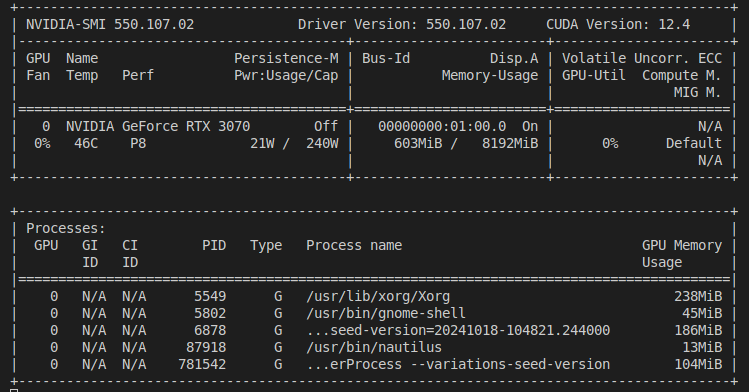 +-----------------------------------------------------------------------------------------+
| NVIDIA-SMI 550.107.02             Driver Version: 550.107.02     CUDA Version: 12.4     |
|-----------------------------------------+------------------------+----------------------+
| GPU  Name                 Persistence-M | Bus-Id          Disp.A | Volatile Uncorr. ECC |
| Fan  Temp   Perf          Pwr:Usage/Cap |           Memory-Usage | GPU-Util  Compute M. |
|                                         |                        |               MIG M. |
|=========================================+========================+======================|
|   0  NVIDIA GeForce RTX 3070        Off |   00000000:01:00.0  On |                  N/A |
|  0%   46C    P8              21W /  240W |     603MiB /   8192MiB |      0%      Default |
|                                         |                        |                  N/A |
+-----------------------------------------+------------------------+----------------------+

+-----------------------------------------------------------------------------------------+
| Processes:                                                                              |
|  GPU   GI   CI        PID   Type   Process name                              GPU Memory |
|        ID   ID                                                               Usage      |
|=========================================================================================|
|    0   N/A  N/A      5549      G   /usr/lib/xorg/Xorg                            238MiB |
|    0   N/A  N/A      5802      G   /usr/bin/gnome-shell                           45MiB |
|    0   N/A  N/A      6878      G   ...seed-version=20241018-104821.244000        186MiB |
|    0   N/A  N/A     87918      G   /usr/bin/nautilus                              13MiB |
|    0   N/A  N/A    781542      G   ...erProcess --variations-seed-version        104MiB |
+-----------------------------------------------------------------------------------------+